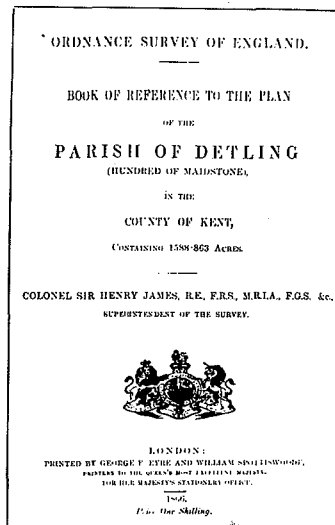 ORDNANCE SURVEY OF ENGLAND.
BOOK OF REFERENCE TO THE PLAN
OF THE
PARISH OF DETLING
(HUNDRED OF MAIDSTONE),
IN THE
COUNTY OF KENT,
CONTAINING 1588·863 ACRES.
COLONEL SIR HENRY JAMES, R.E., F.R.S., M.R.I.A., F.G.S. &c.,
SUPERINTENDENT OF THE SURVEY.
LONDON:
PRINTED BY GEORGE E. EYRE AND WILLIAM SPOTTISWOODE,
PRINTERS TO THE QUEEN'S MOST EXCELLENT MAJESTY.
FOR HER MAJESTY'S STATIONERY OFFICE.
1866.
Price One Shilling.